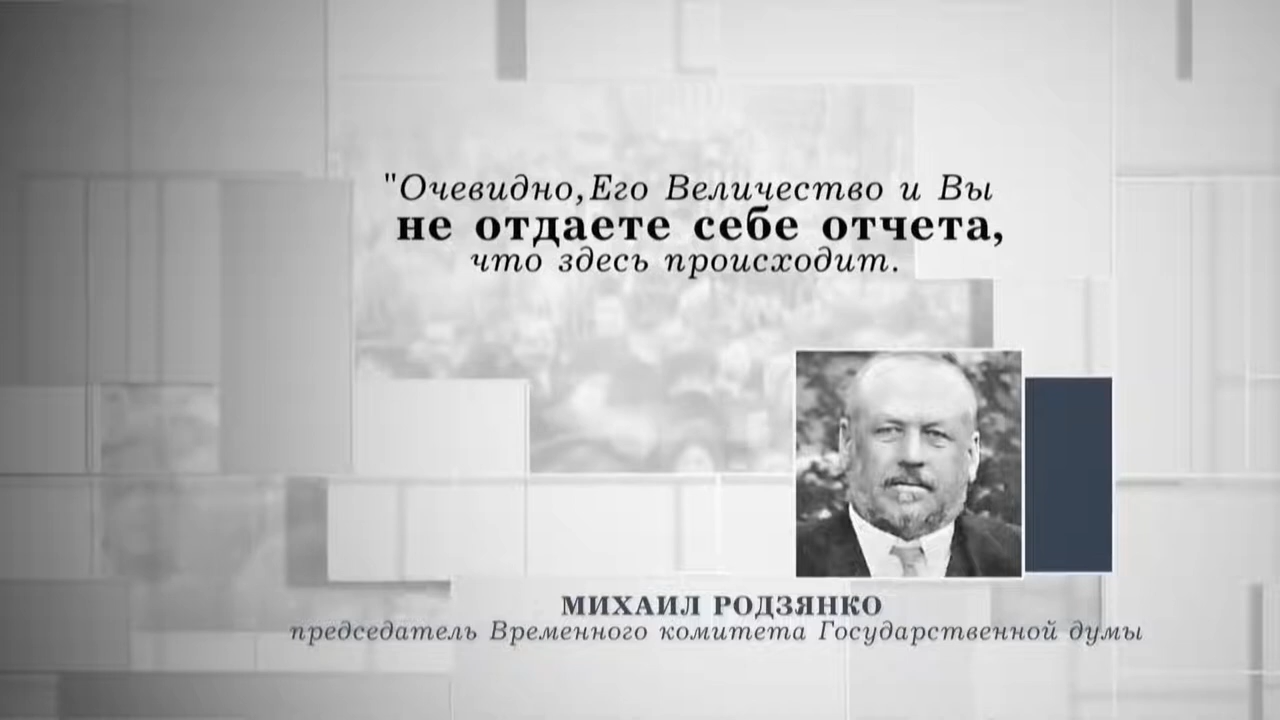 "Очевидно,Его Величество и Вы
не отдаете себе отчета,
что здесь происходит.
МИХАИЛ РОДЗЯНКО
председатель Временного комитета Государственной думы